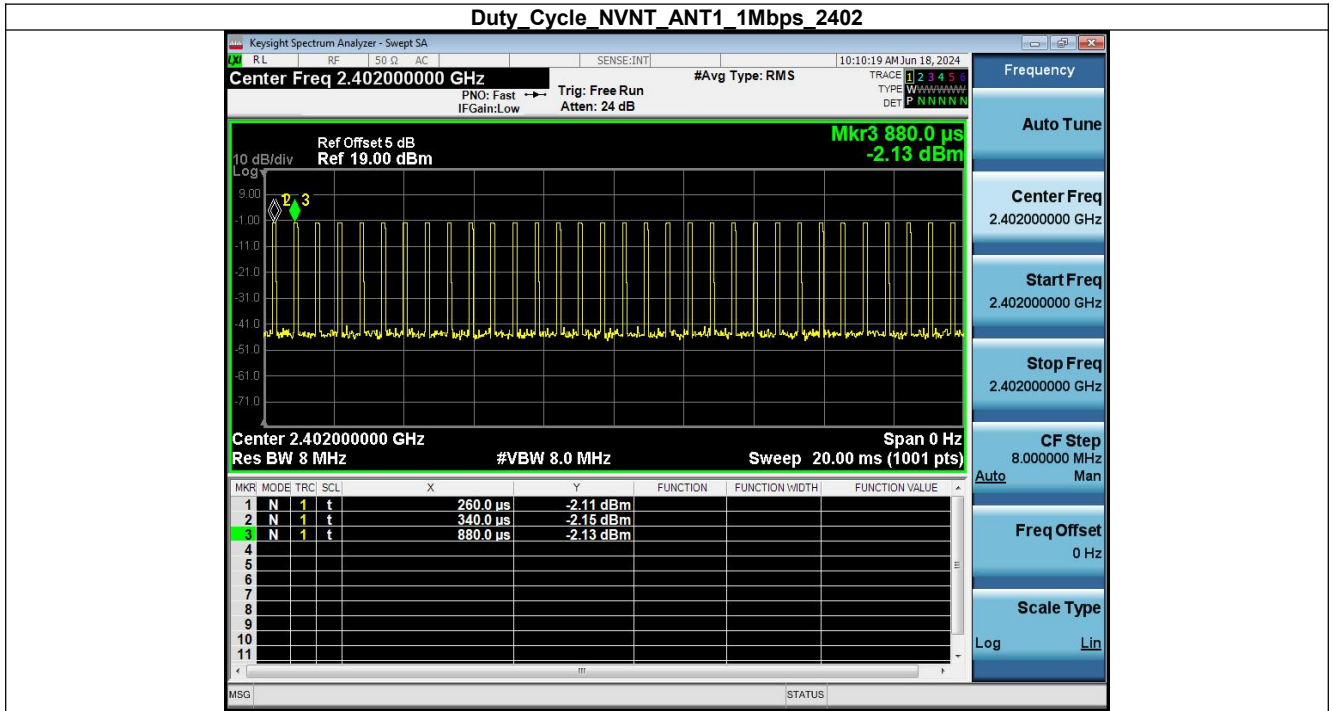 Duty_Cycle_NVNT_ANT1_1Mbps_2402
Keysight Spectrum Analyzer - Swept SA
LXI RL RF 50 Ω AC SENSE:INT 10:10:19 AM Jun 18, 2024
Center Freq 2.402000000 GHz
#Avg Type: RMS
TRACE 1 2 3 4 5 6
PNO: Fast
Trig: Free Run
TYPE WWWWWW
IFGain:Low
Atten: 24 dB
DET P N N N N N
Ref Offset 5 dB
Mkr3 880.0 µs
10 dB/div Ref 19.00 dBm
-2.13 dBm
Log
9.00
-1.00
-11.0
-21.0
-31.0
-41.0
-51.0
-61.0
-71.0
1 2 3
Center 2.402000000 GHz Span 0 Hz
Res BW 8 MHz #VBW 8.0 MHz Sweep 20.00 ms (1001 pts)
MKR MODE TRC SCL X Y FUNCTION FUNCTION WIDTH FUNCTION VALUE
1 N 1 t 260.0 µs -2.11 dBm
2 N 1 t 340.0 µs -2.15 dBm
3 N 1 t 880.0 µs -2.13 dBm
4
5
6
7
8
9
10
11
MSG STATUS
Frequency
Auto Tune
Center Freq
2.402000000 GHz
Start Freq
2.402000000 GHz
Stop Freq
2.402000000 GHz
CF Step
8.000000 MHz
Auto Man
Freq Offset
0 Hz
Scale Type
Log Lin